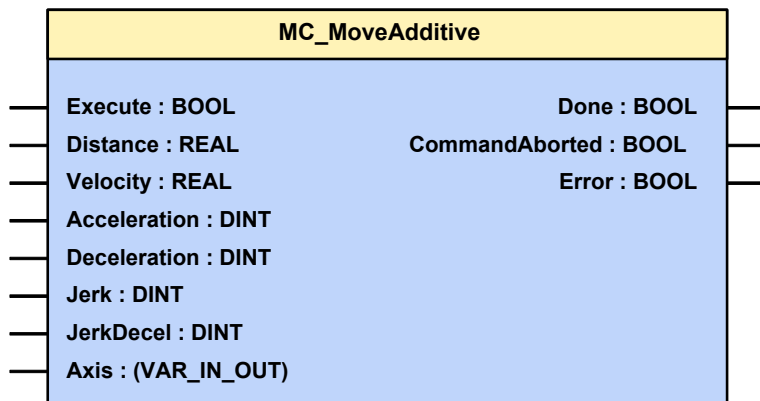 MC_MoveAdditive
Execute : BOOL Done : BOOL
Distance : REAL CommandAborted : BOOL
Velocity : REAL Error : BOOL
Acceleration : DINT
Deceleration : DINT
Jerk : DINT
JerkDecel : DINT
Axis : (VAR_IN_OUT)